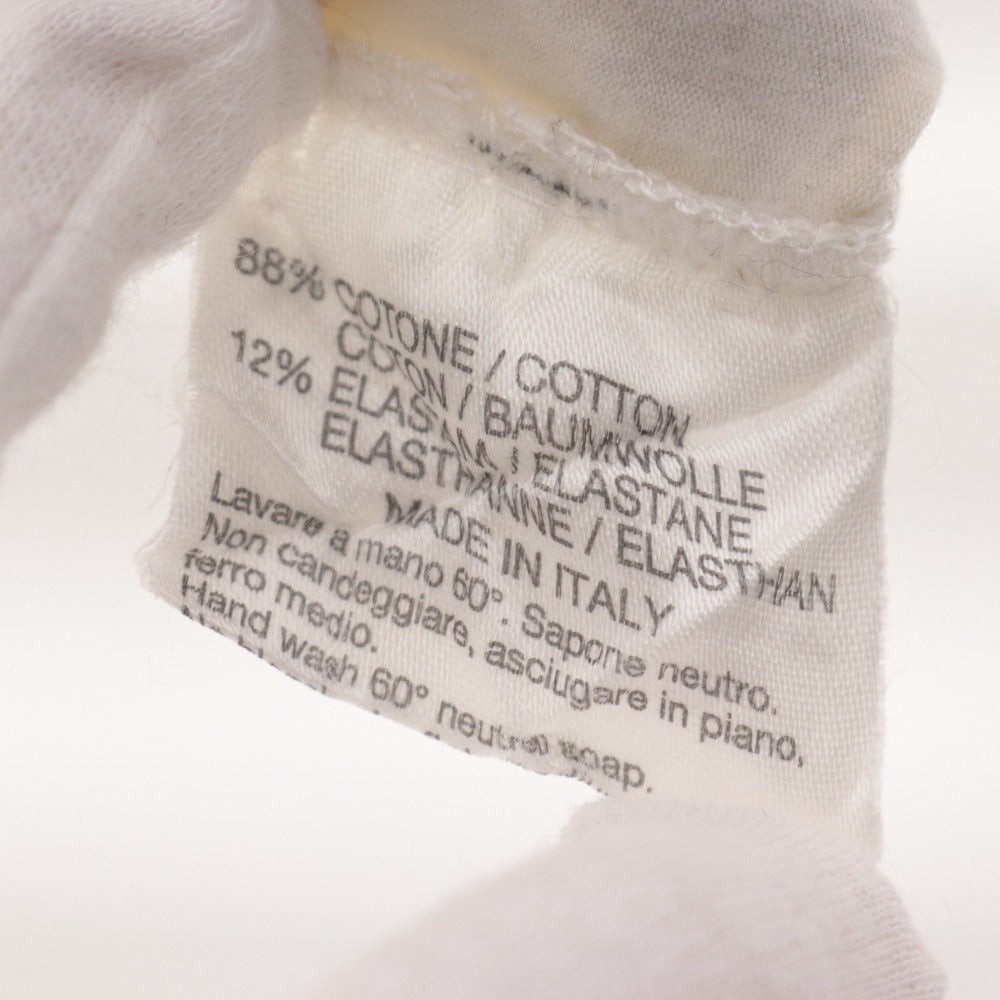 88% COTONE / COTTON
COTON / BAUMWOLLE
12% ELASTAM / ELASTANE
ELASTHANNE / ELASTHAN
MADE IN ITALY
Lavare a mano 60°. Sapone neutro.
Non candeggiare, asciugare in piano,
ferro medio.
Hand wash 60° neutral soap.